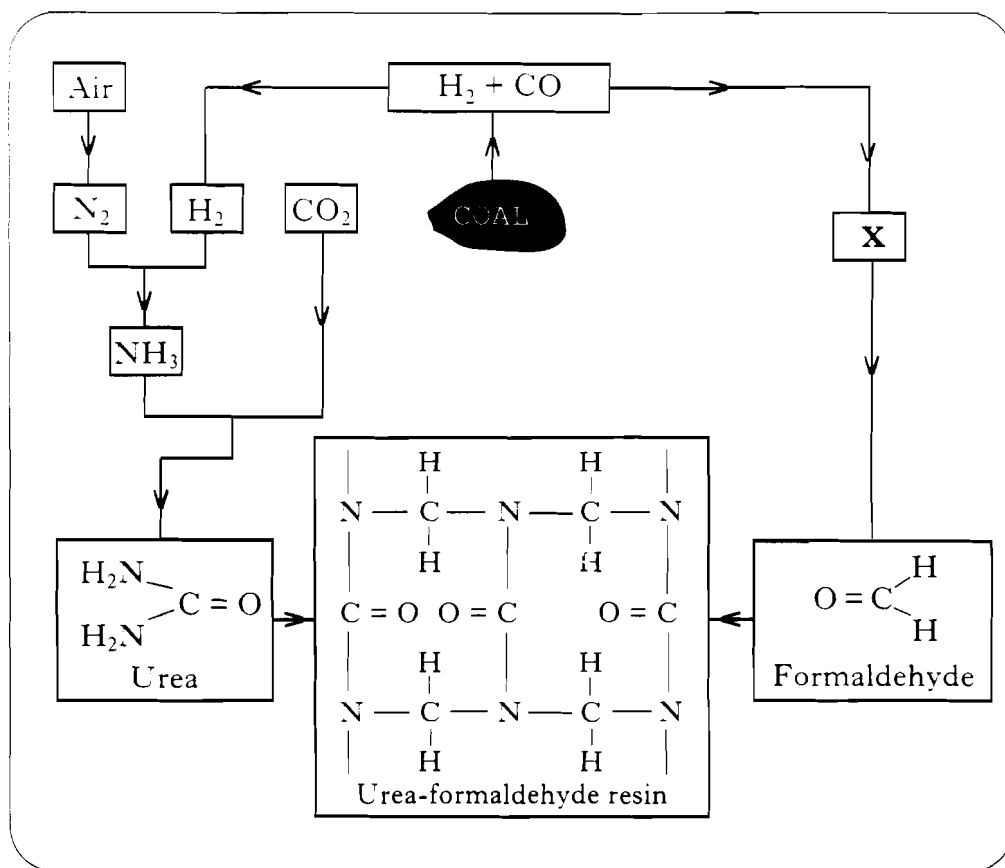 Air
H₂ + CO
N₂
H₂
CO₂
COAL
X
NH₃
H₂N
C = O
H₂N
Urea
H H
N — C — N — C — N
H H
C = O O = C O = C
H H
N — C — N — C — N
H H
Urea-formaldehyde resin
H
O = C
H
Formaldehyde